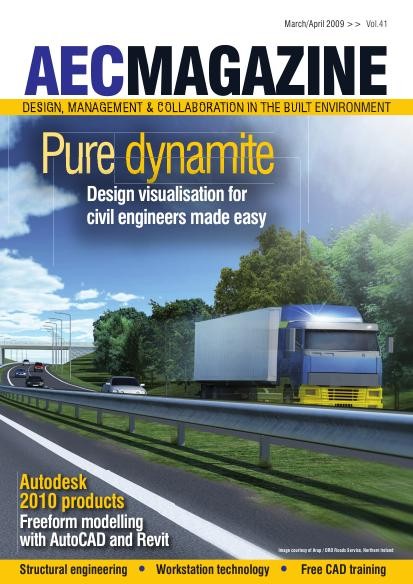 March/April 2009 >> Vol.41
AECMAGAZINE
DESIGN, MANAGEMENT & COLLABORATION IN THE BUILT ENVIRONMENT
Pure dynamite
Design visualisation for
civil engineers made easy
Autodesk
2010 products
Freeform modelling
with AutoCAD and Revit
Image courtesy of Arup / DRD Roads Service, Northern Ireland
Structural engineering • Workstation technology • Free CAD training